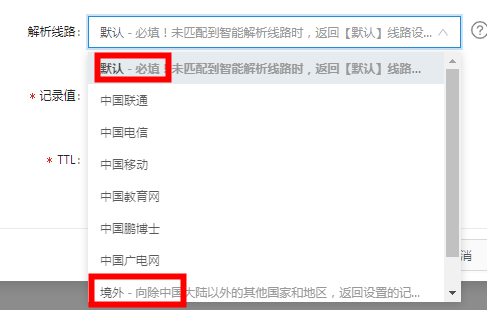 解析线路: 默认 - 必填！未匹配到智能解析线路时，返回【默认】线路设...
默认 - 必填！未匹配到智能解析线路时，返回【默认】线路...
* 记录值:
中国联通
中国电信
* TTL:
中国移动
中国教育网
中国鹏博士
中国广电网
消
境外 - 向除中国大陆以外的其他国家和地区，返回设置的记...